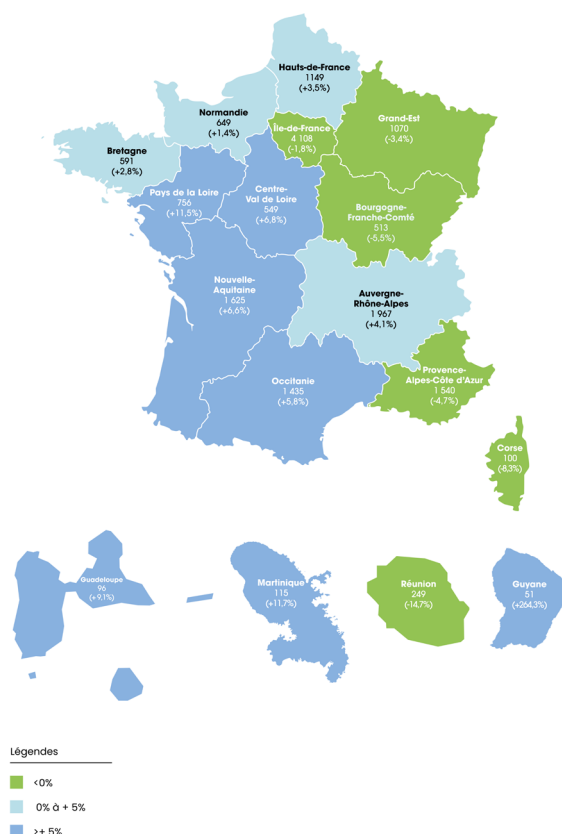 Hauts-de-France
1149
(+3,5%)
Normandie
649
(+1,4%)
Île-de-France
4 108
(-1,8%)
Grand-Est
1070
(-3,4%)
Bretagne
591
(+2,8%)
Pays de la Loire
756
(+11,5%)
Centre-
Val de Loire
549
(+6,8%)
Bourgogne-
Franche-Comté
513
(-5,5%)
Nouvelle-
Aquitaine
1 625
(+6,6%)
Auvergne-
Rhône-Alpes
1 967
(+4,1%)
Occitanie
1 435
(+5,8%)
Provence-
Alpes-Côte d'Azur
1 540
(-4,7%)
Corse
100
(-8,3%)
Guadeloupe
96
(+9,1%)
Martinique
115
(+11,7%)
Réunion
249
(-14,7%)
Guyane
51
(+264,3%)
Légendes
<0%
0% à + 5%
>+ 5%